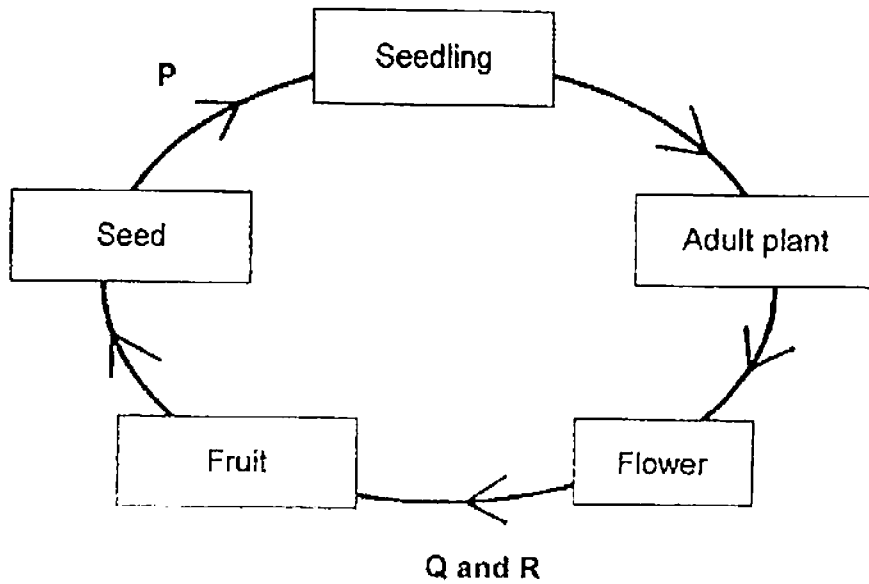 P
Seedling
Seed
Adult plant
Fruit
Flower
Q and R